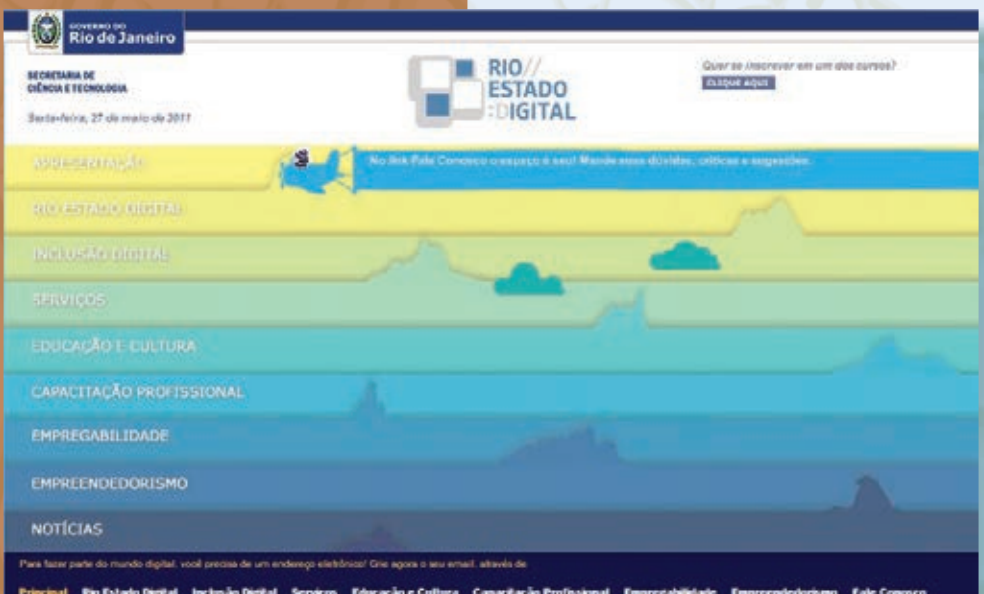 GOVERNO DO
Rio de Janeiro
SECRETARIA DE
CIÊNCIA E TECNOLOGIA
Sexta-feira, 27 de maio de 2011
RIO//
ESTADO
:DIGITAL
Quer se inscrever em um dos cursos?
CLIQUE AQUI
APRESENTAÇÃO
No link Fale Conosco o espaço é seu! Mande suas dúvidas, críticas e sugestões.
RIO ESTADO DIGITAL
INCLUSÃO DIGITAL
SERVIÇOS
EDUCAÇÃO E CULTURA
CAPACITAÇÃO PROFISSIONAL
EMPREGABILIDADE
EMPREENDEDORISMO
NOTÍCIAS
Para fazer parte do mundo digital, você precisa de um endereço eletrônico! Crie agora o seu email, através do
Principal Rio Estado Digital Inclusão Digital Serviços Educação e Cultura Capacitação Profissional Empregabilidade Empreendedorismo Fale Conosco